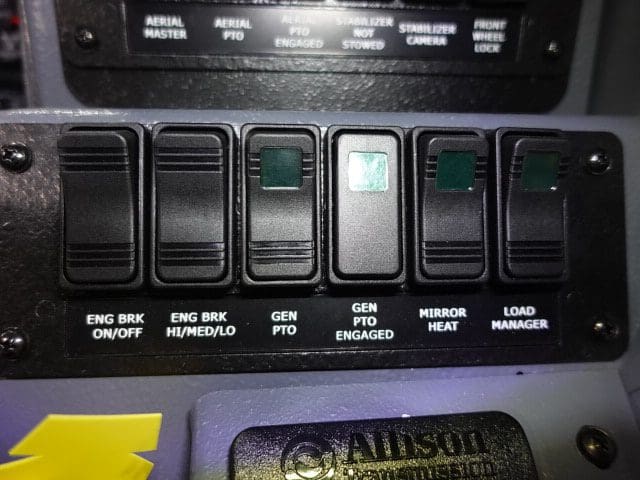 AERIAL MASTER
AERIAL PTO
AERIAL PTO ENGAGED
STABILIZER NOT STOWED
STABILIZER CAMERA
FRONT WHEEL LOCK
ENG BRK ON/OFF
ENG BRK HI/MED/LO
GEN PTO
GEN PTO ENGAGED
MIRROR HEAT
LOAD MANAGER
Allison
Transmission